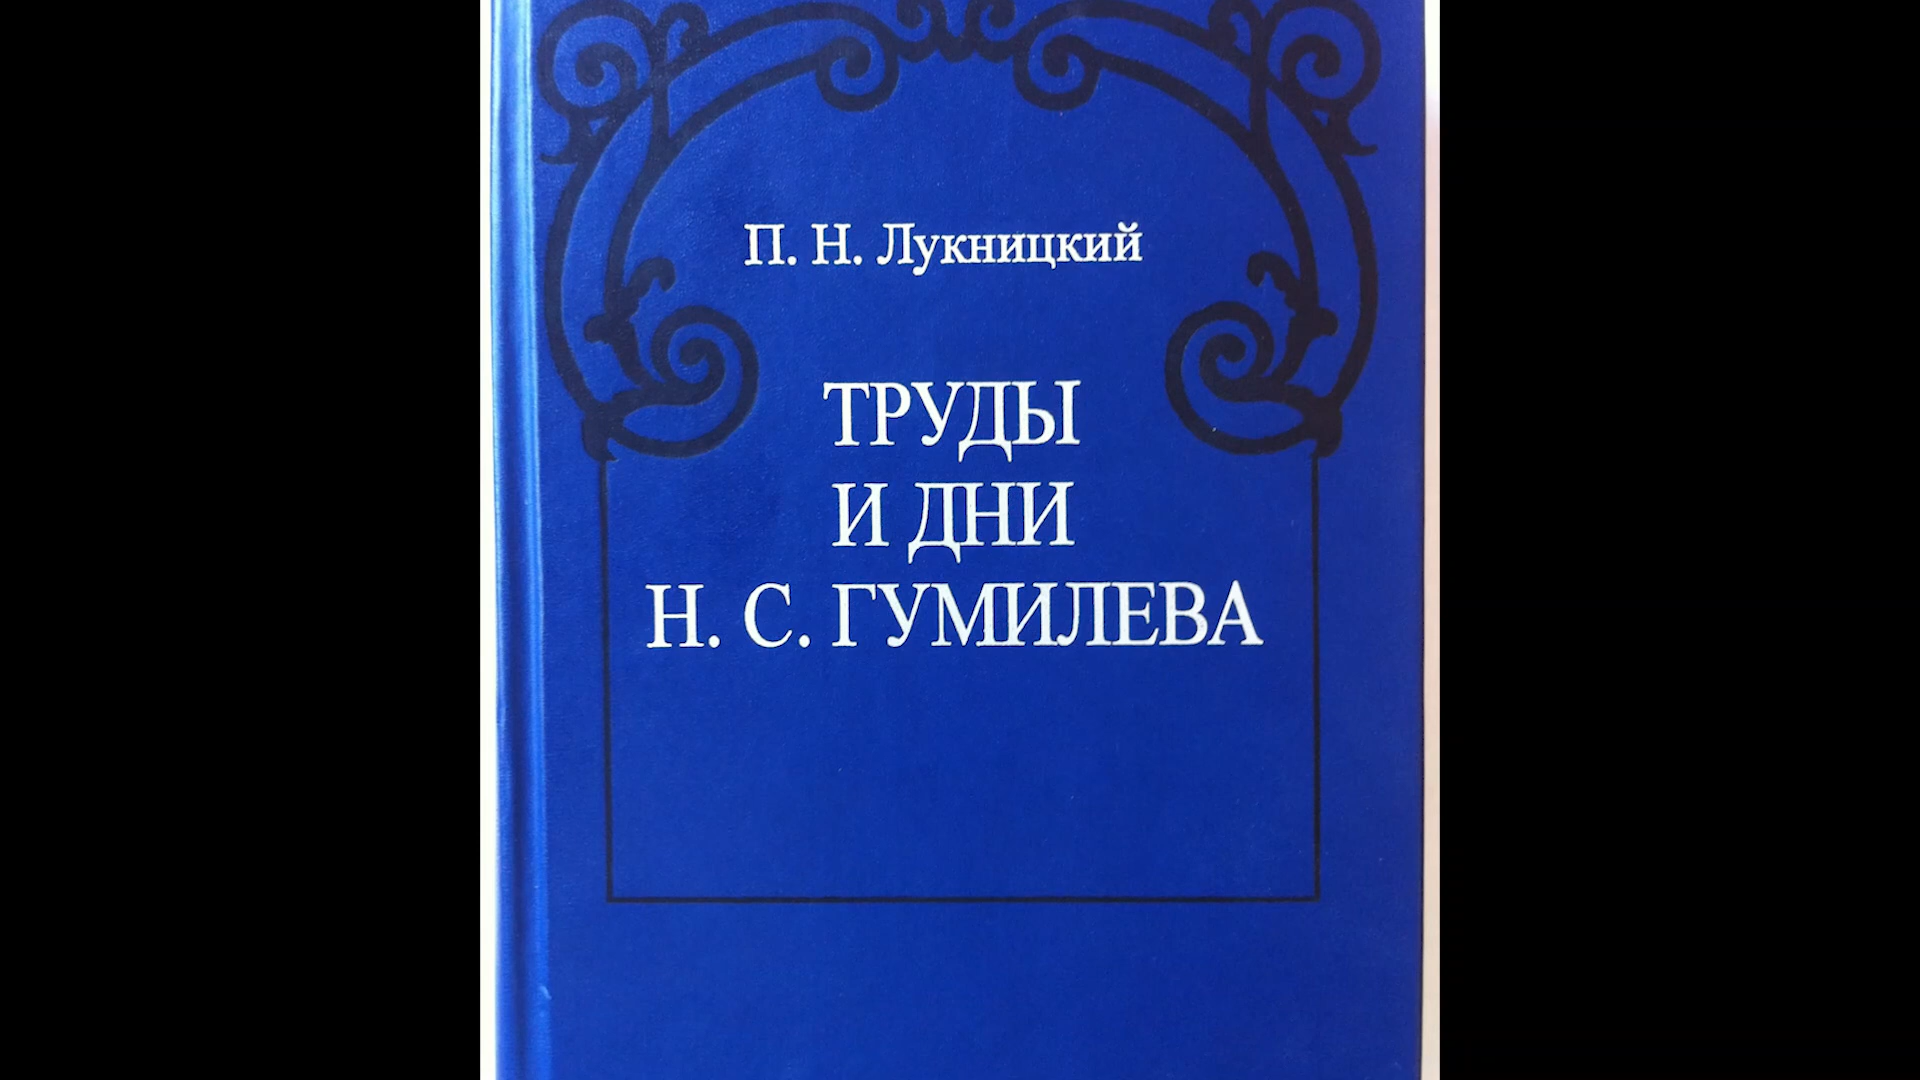 П. Н. Лукницкий
ТРУДЫ
И ДНИ
Н. С. ГУМИЛЕВА